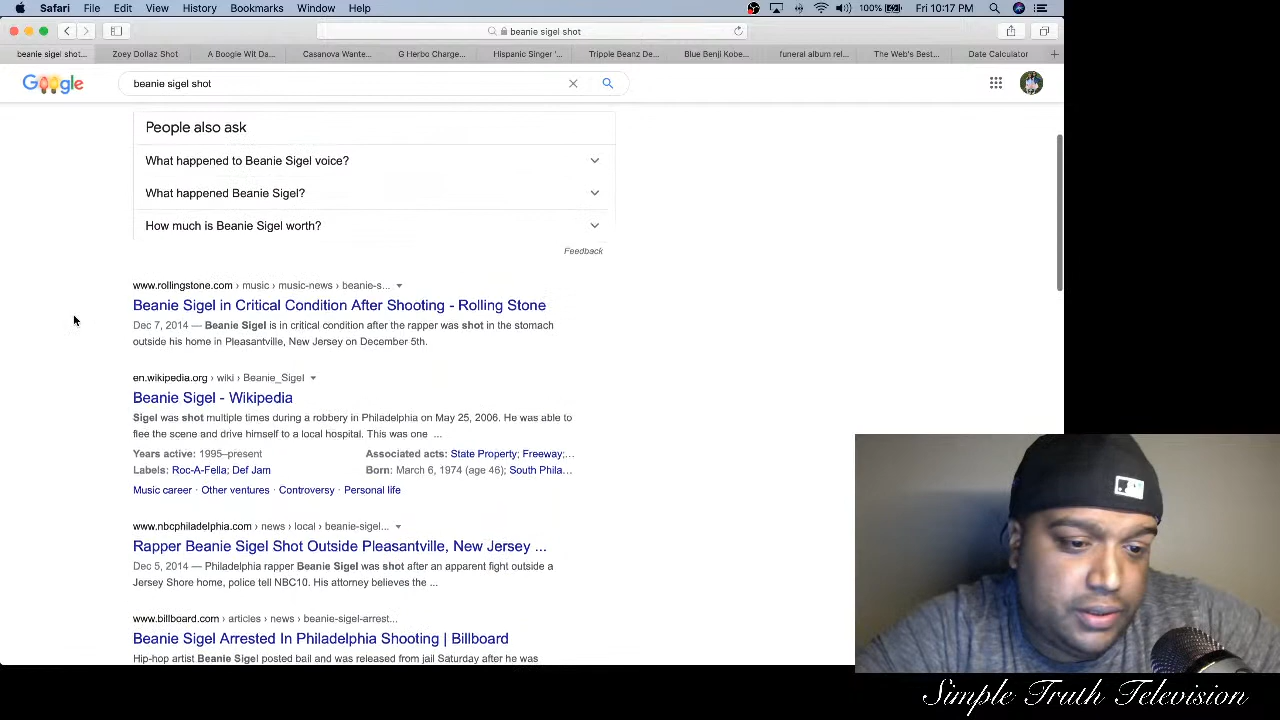 Safari File Edit View History Bookmarks Window Help 100% Fri 10:17 PM
beanie sigel shot
beanie sigel shot... Zoey Dollaz Shot A Boogie Wit Da... Casanova Wante... G Herbo Charge... Hispanic Singer '... Tripple Beanz De... Blue Benji Kobe... funeral album rel... The Web's Best... Date Calculator
Google beanie sigel shot
People also ask
What happened to Beanie Sigel voice?
What happened Beanie Sigel?
How much is Beanie Sigel worth?
Feedback
www.rollingstone.com › music › music-news › beanie-s...
Beanie Sigel in Critical Condition After Shooting - Rolling Stone
Dec 7, 2014 — Beanie Sigel is in critical condition after the rapper was shot in the stomach
outside his home in Pleasantville, New Jersey on December 5th.
en.wikipedia.org › wiki › Beanie_Sigel
Beanie Sigel - Wikipedia
Sigel was shot multiple times during a robbery in Philadelphia on May 25, 2006. He was able to
flee the scene and drive himself to a local hospital. This was one ...
Years active: 1995–present Associated acts: State Property; Freeway;...
Labels: Roc-A-Fella; Def Jam Born: March 6, 1974 (age 46); South Phila...
Music career · Other ventures · Controversy · Personal life
www.nbcphiladelphia.com › news › local › beanie-sigel...
Rapper Beanie Sigel Shot Outside Pleasantville, New Jersey ...
Dec 5, 2014 — Philadelphia rapper Beanie Sigel was shot after an apparent fight outside a
Jersey Shore home, police tell NBC10. His attorney believes the ...
www.billboard.com › articles › news › beanie-sigel-arrest...
Beanie Sigel Arrested In Philadelphia Shooting | Billboard
Hip-hop artist Beanie Sigel posted bail and was released from jail Saturday after he was
Simple Truth Television